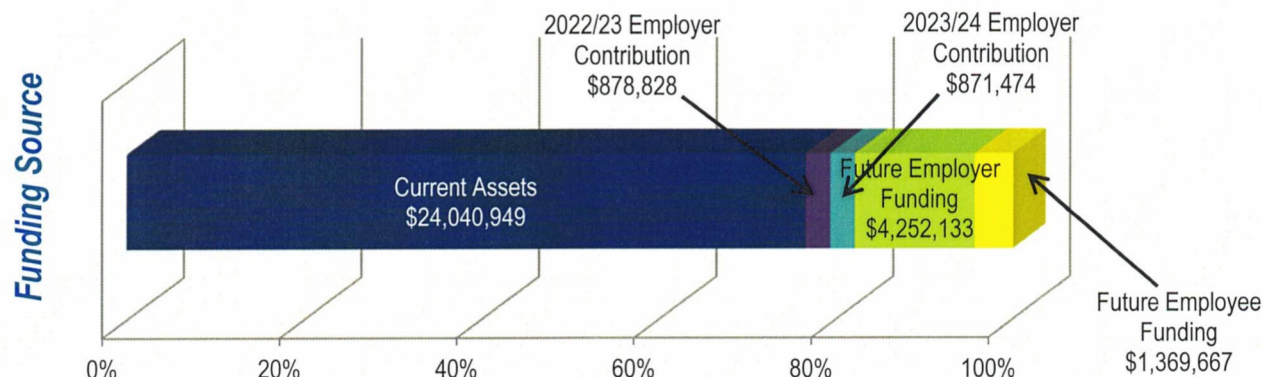 2022/23 Employer
Contribution
$878,828
2023/24 Employer
Contribution
$871,474
Funding Source
Current Assets
$24,040,949
Future Employer
Funding
$4,252,133
Future Employee
Funding
$1,369,667
0%
20%
40%
60%
80%
100%